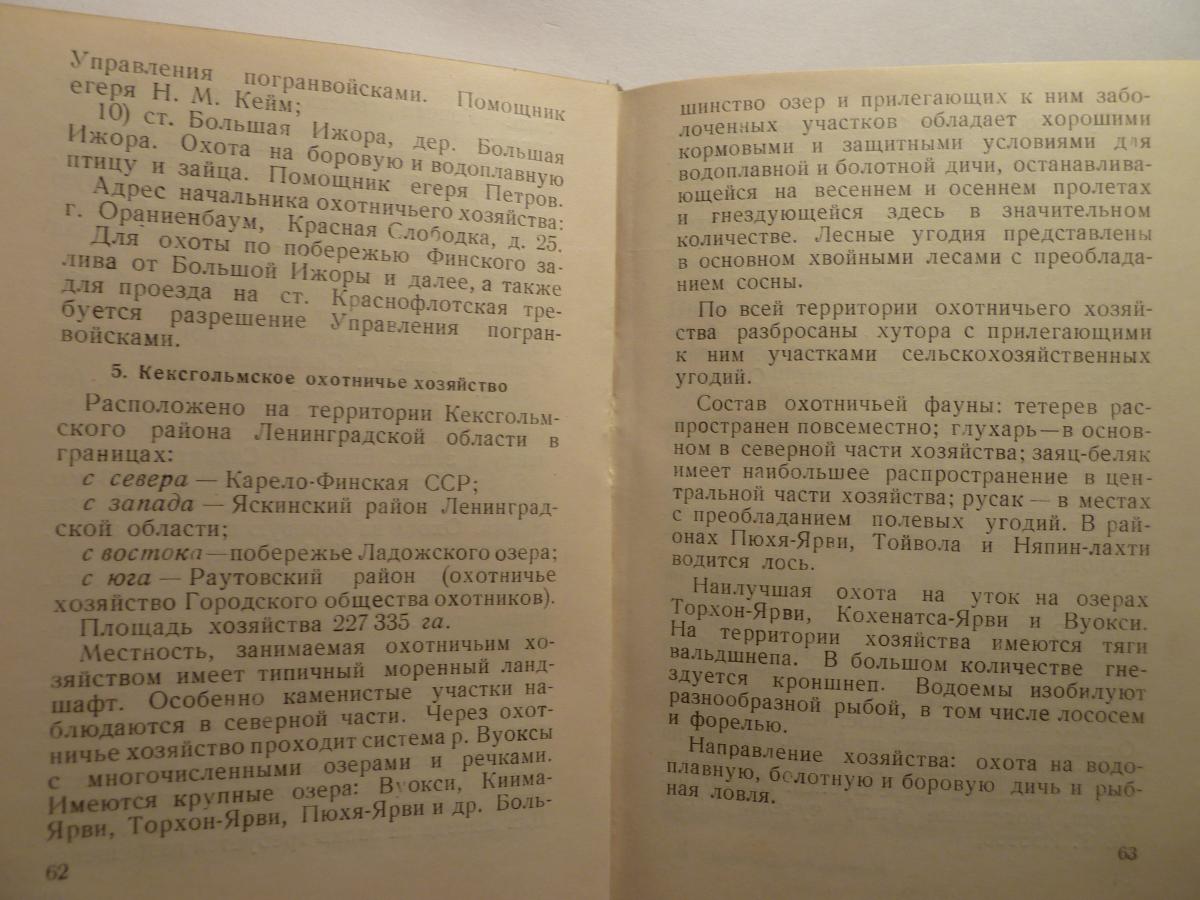 Управления погранвойсками. Помощник
егеря Н. М. Кейм;
10) ст. Большая Ижора, дер. Большая
Ижора. Охота на боровую и водоплавную
птицу и зайца. Помощник егеря Петров.
Адрес начальника охотничьего хозяйства:
г. Ораниенбаум, Красная Слободка, д. 25.
Для охоты по побережью Финского за-
лива от Большой Ижоры и далее, а также
для проезда на ст. Краснофлотская тре-
буется разрешение Управления погран-
войсками.
5. Кексгольмское охотничье хозяйство
Расположено на территории Кексгольм-
ского района Ленинградской области в
границах:
с севера — Карело-Финская ССР;
с запада — Яскинский район Ленинград-
ской области;
с востока — побережье Ладожского озера;
с юга — Раутовский район (охотничье
хозяйство Городского общества охотников).
Площадь хозяйства 227 335 га.
Местность, занимаемая охотничьим хо-
зяйством имеет типичный моренный ланд-
шафт. Особенно каменистые участки на-
блюдаются в северной части. Через охот-
ничье хозяйство проходит система р. Вуоксы
с многочисленными озерами и речками.
Имеются крупные озера: Вуокси, Киима-
Ярви, Торхон-Ярви, Пюхя-Ярви и др. Боль-
62
шинство озер и прилегающих к ним забо-
лоченных участков обладает хорошими
кормовыми и защитными условиями для
водоплавной и болотной дичи, останавлива-
ющейся на весеннем и осеннем пролетах
и гнездующейся здесь в значительном
количестве. Лесные угодия представлены
в основном хвойными лесами с преоблада-
нием сосны.
По всей территории охотничьего хозяй-
ства разбросаны хутора с прилегающими
к ним участками сельскохозяйственных
угодий.
Состав охотничьей фауны: тетерев рас-
пространен повсеместно; глухарь — в основ-
ном в северной части хозяйства; заяц-беляк
имеет наибольшее распространение в цен-
тральной части хозяйства; русак — в местах
с преобладанием полевых угодий. В рай-
онах Пюхя-Ярви, Тойвола и Няпин-лахти
водится лось.
Наилучшая охота на уток на озерах
Торхон-Ярви, Кохенатса-Ярви и Вуокси.
На территории хозяйства имеются тяги
вальдшнепа. В большом количестве гне-
здуется кроншнеп. Водоемы изобилуют
разнообразной рыбой, в том числе лососем
и форелью.
Направление хозяйства: охота на водо-
плавную, болотную и боровую дичь и рыб-
ная ловля.
63